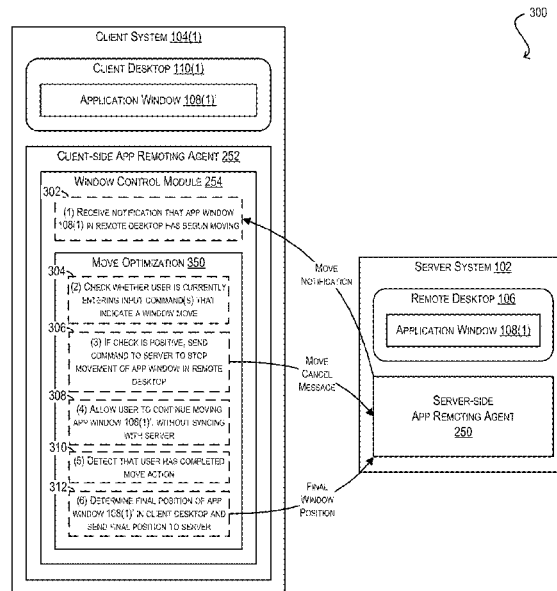 300
CLIENT SYSTEM 104(1)
CLIENT DESKTOP 110(1)
APPLICATION WINDOW 108(1)'
CLIENT-SIDE APP REMOTING AGENT 252
WINDOW CONTROL MODULE 254
302
(1) RECEIVE NOTIFICATION THAT APP WINDOW
108(1) IN REMOTE DESKTOP HAS BEGUN MOVING
MOVE OPTIMIZATION 350
304
(2) CHECK WHETHER USER IS CURRENTLY
ENTERING INPUT COMMAND(S) THAT
INDICATE A WINDOW MOVE
306
(3) IF CHECK IS POSITIVE, SEND
COMMAND TO SERVER TO STOP
MOVEMENT OF APP WINDOW IN REMOTE
DESKTOP
308
(4) ALLOW USER TO CONTINUE MOVING
APP WINDOW 106(1)', WITHOUT SYNCING
WITH SERVER
310
(5) DETECT THAT USER HAS COMPLETED
MOVE ACTION
312
(6) DETERMINE FINAL POSITION OF APP
WINDOW 108(1)' IN CLIENT DESKTOP AND
SEND FINAL POSITION TO SERVER
MOVE
NOTIFICATION
MOVE
CANCEL
MESSAGE
FINAL
WINDOW
POSITION
SERVER SYSTEM 102
REMOTE DESKTOP 106
APPLICATION WINDOW 108(1)
SERVER-SIDE
APP REMOTING AGENT
250